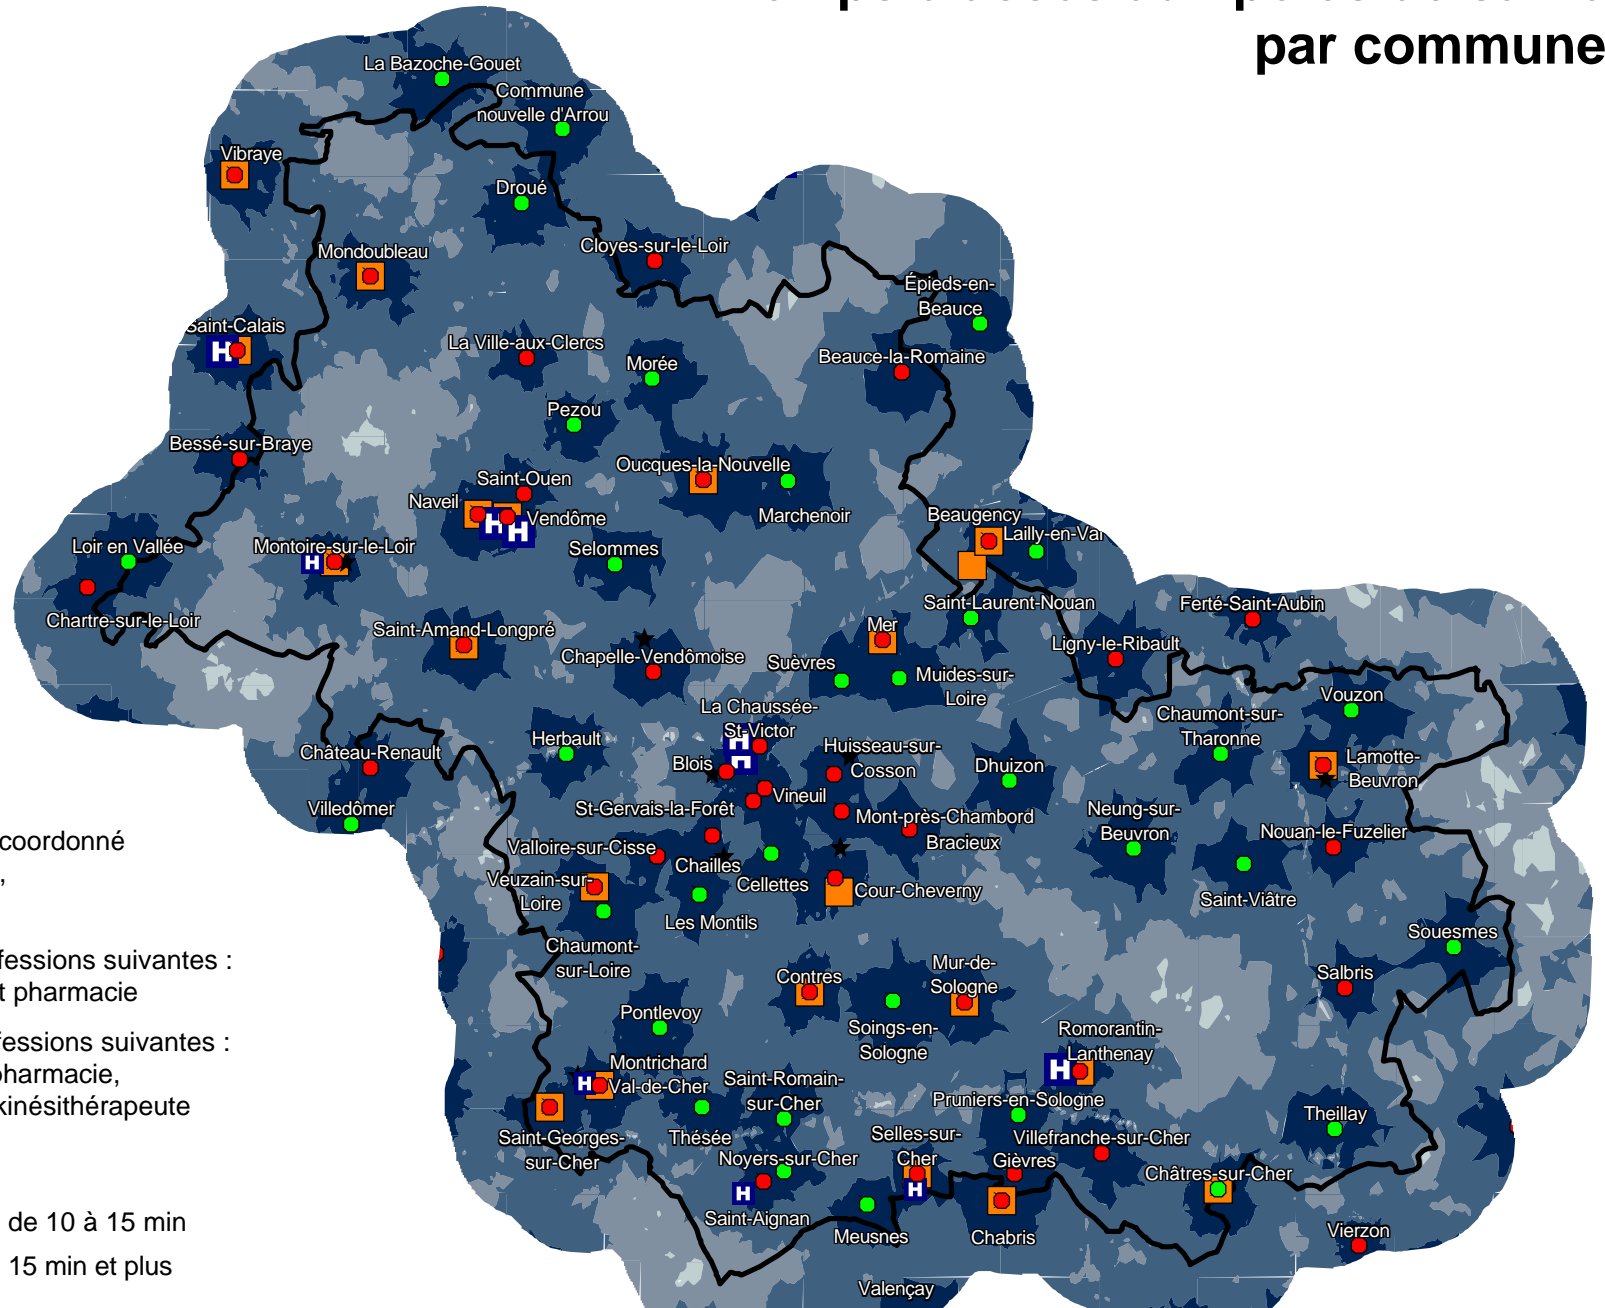 par commune
La Bazoche-Gouet
Commune
nouvelle d'Arrou
Vibraye
Droué
Mondoubleau
Cloyes-sur-le-Loir
Épieds-en-
Beauce
Saint-Calais
La Ville-aux-Clercs
Morée
Beauce-la-Romaine
Pezou
Bessé-sur-Braye
Oucques-la-Nouvelle
Saint-Ouen
Naveil
Vendôme
Marchenoir
Beaugency
Lailly-en-Val
Loir en Vallée
Montoire-sur-le-Loir
Selommes
Chartre-sur-le-Loir
Saint-Laurent-Nouan
Ferté-Saint-Aubin
Saint-Amand-Longpré
Mer
Ligny-le-Ribault
Chapelle-Vendômoise
Suèvres
Muides-sur-
Loire
Vouzon
La Chaussée-
St-Victor
Chaumont-sur-
Tharonne
Château-Renault
Herbault
Huisseau-sur-
Cosson
Blois
Dhuizon
Lamotte-
Beuvron
Villedômer
Vineuil
St-Gervais-la-Forêt
Mont-près-Chambord
Neung-sur-
Beuvron
Nouan-le-Fuzelier
coordonné
,
Valloire-sur-Cisse
Bracieux
Chailles
Veuzain-sur-
Loire
Cellettes
Cour-Cheverny
Saint-Viâtre
Les Montils
Souesmes
Chaumont-
sur-Loire
fessions suivantes :
t pharmacie
Contres
Mur-de-
Sologne
Salbris
Pontlevoy
Soings-en-
Sologne
Romorantin-
Lanthenay
fessions suivantes :
pharmacie,
kinésithérapeute
Montrichard
Val-de-Cher
Saint-Romain-
sur-Cher
Pruniers-en-Sologne
Theillay
Saint-Georges-
sur-Cher
Thésée
Selles-sur-
Cher
Villefranche-sur-Cher
Noyers-sur-Cher
Gièvres
Châtres-sur-Cher
Saint-Aignan
Meusnes
Chabris
Vierzon
de 10 à 15 min
15 min et plus
Valençay
H
H
H
H
H
H
H
H
H
H